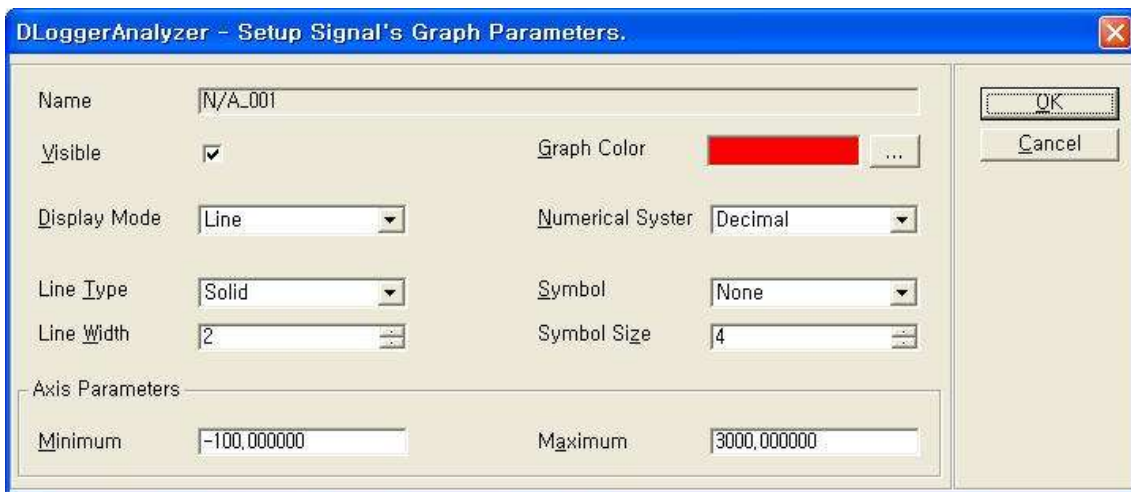 DLoggerAnalyzer - Setup Signal's Graph Parameters.
Name N/A_001
OK
Visible Graph Color ...
Cancel
Display Mode Line Numerical Syster Decimal
Line Type Solid Symbol None
Line Width 2 Symbol Size 4
Axis Parameters
Minimum -100,000000 Maximum 3000,000000